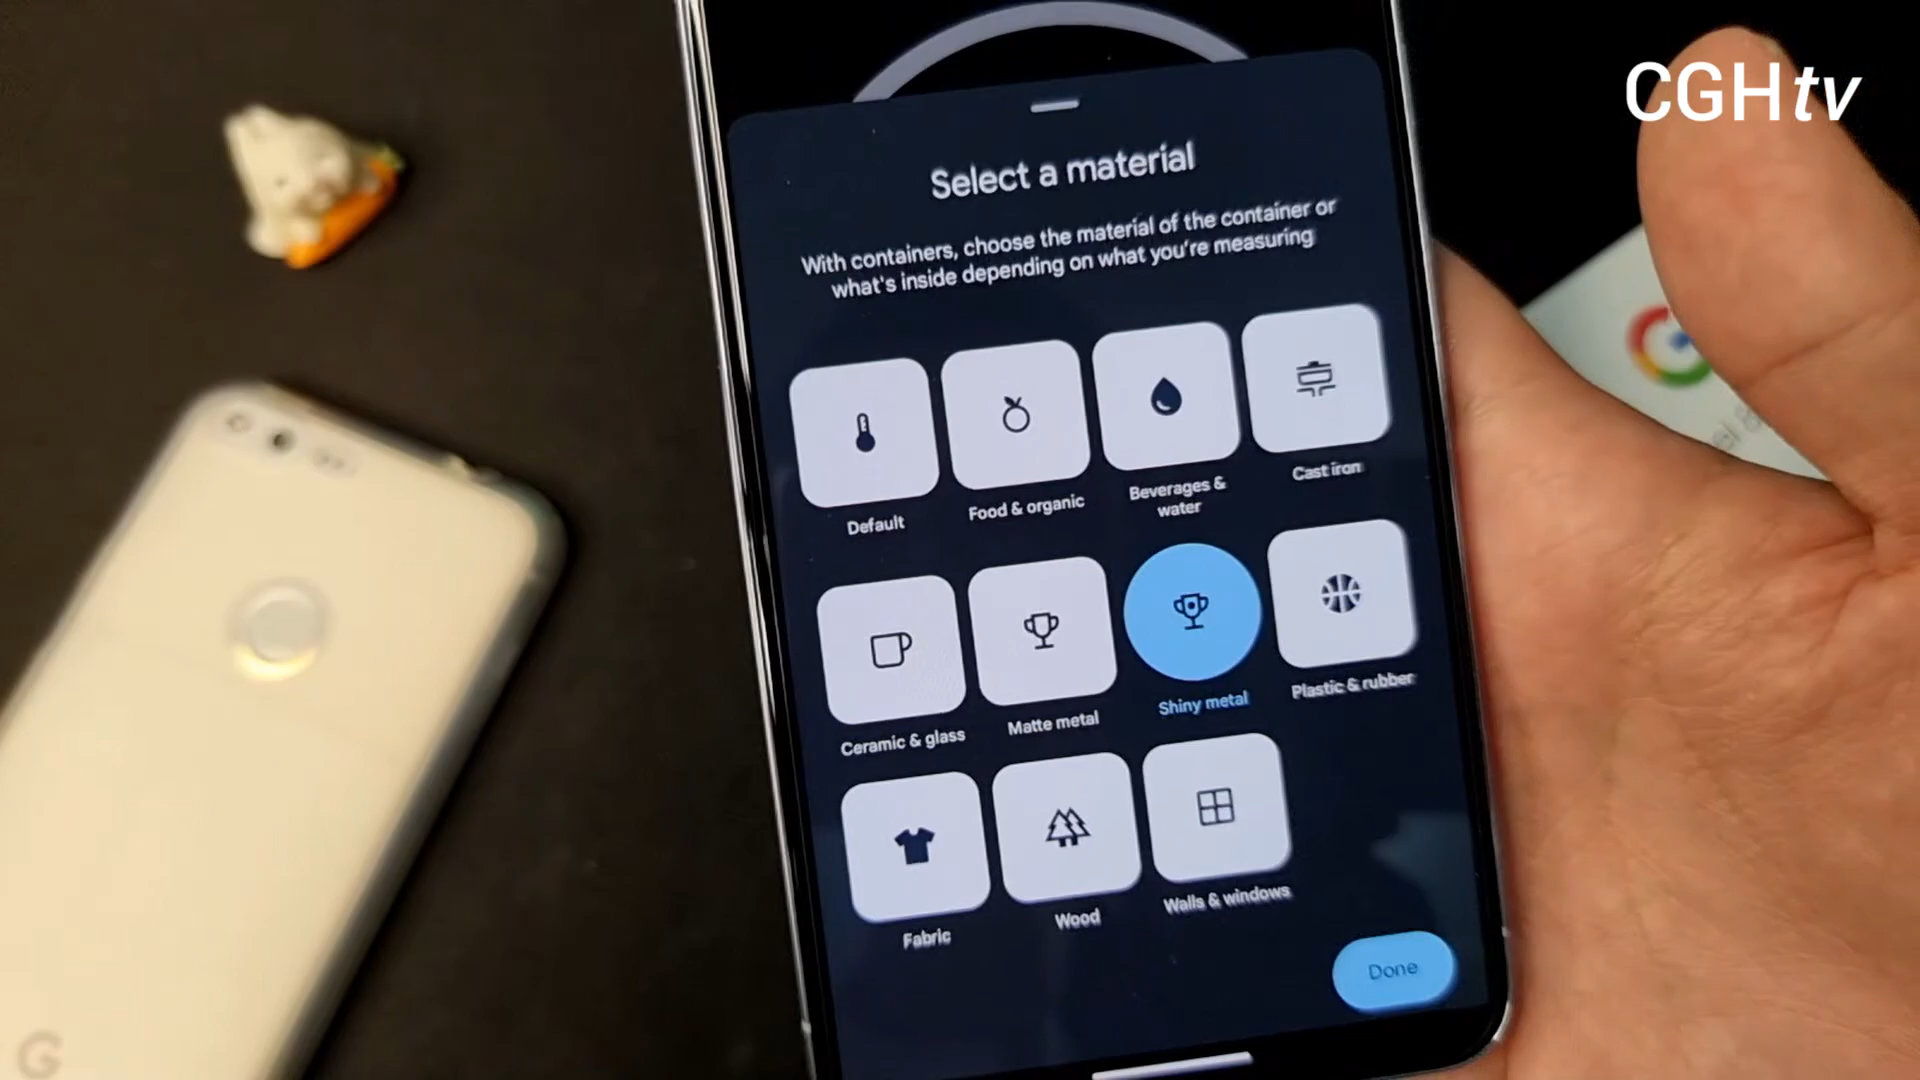 CGHtv
Select a material
With containers, choose the material of the container or
what's inside depending on what you're measuring
Default
Food & organic
Beverages &
water
Cast iron
Ceramic & glass
Matte metal
Shiny metal
Plastic & rubber
Fabric
Wood
Walls & windows
Done
G
G